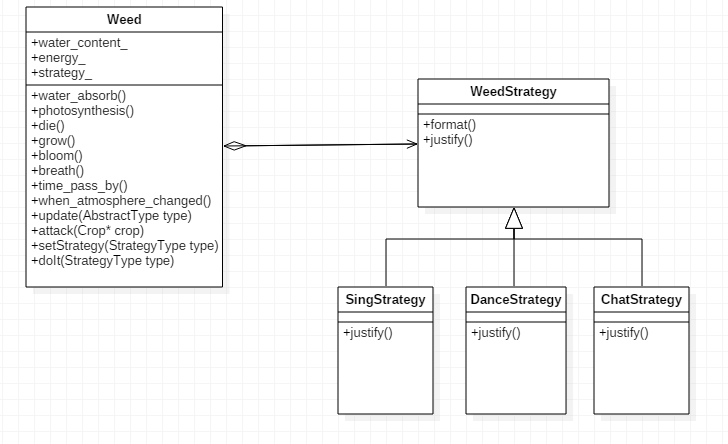 Weed
+water_content_
+energy_
+strategy_
+water_absorb()
+photosynthesis()
+die()
+grow()
+bloom()
+breath()
+time_pass_by()
+when_atmosphere_changed()
+update(AbstractType type)
+attack(Crop* crop)
+setStrategy(StrategyType type)
+doIt(StrategyType type)
WeedStrategy
+format()
+justify()
SingStrategy
+justify()
DanceStrategy
+justify()
ChatStrategy
+justify()